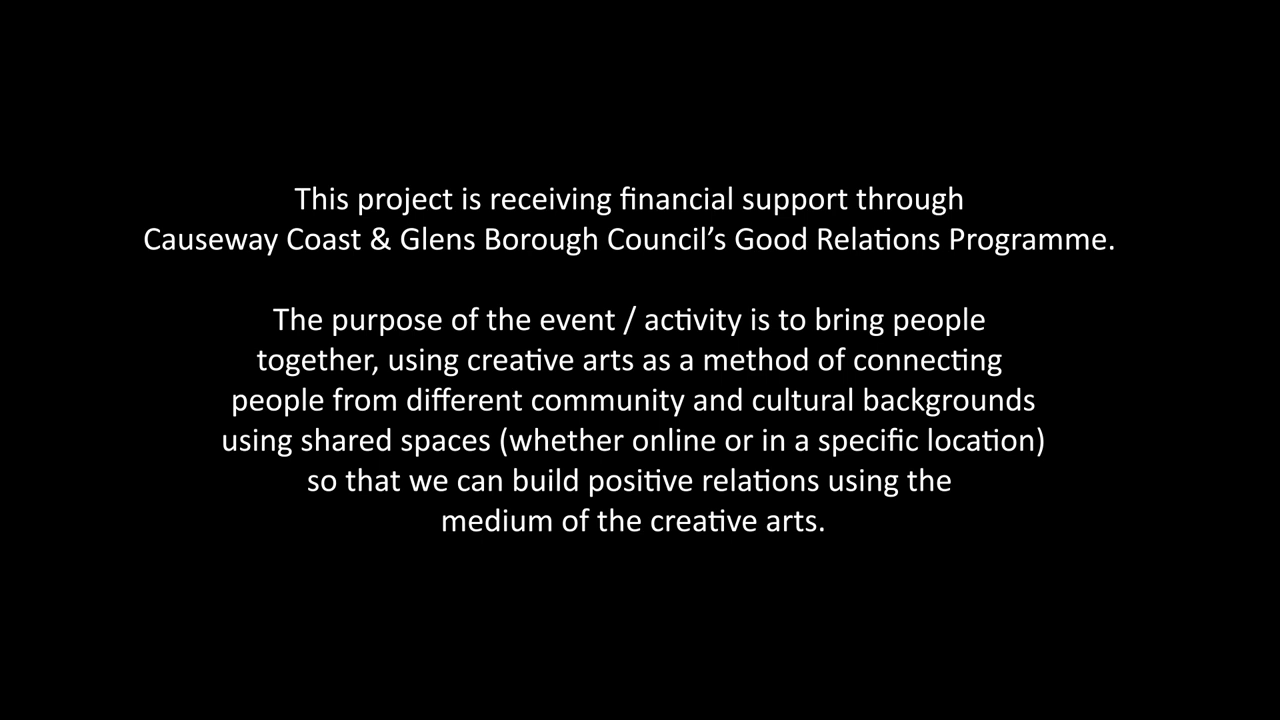 This project is receiving financial support through
Causeway Coast & Glens Borough Council’s Good Relations Programme.
The purpose of the event / activity is to bring people
together, using creative arts as a method of connecting
people from different community and cultural backgrounds
using shared spaces (whether online or in a specific location)
so that we can build positive relations using the
medium of the creative arts.